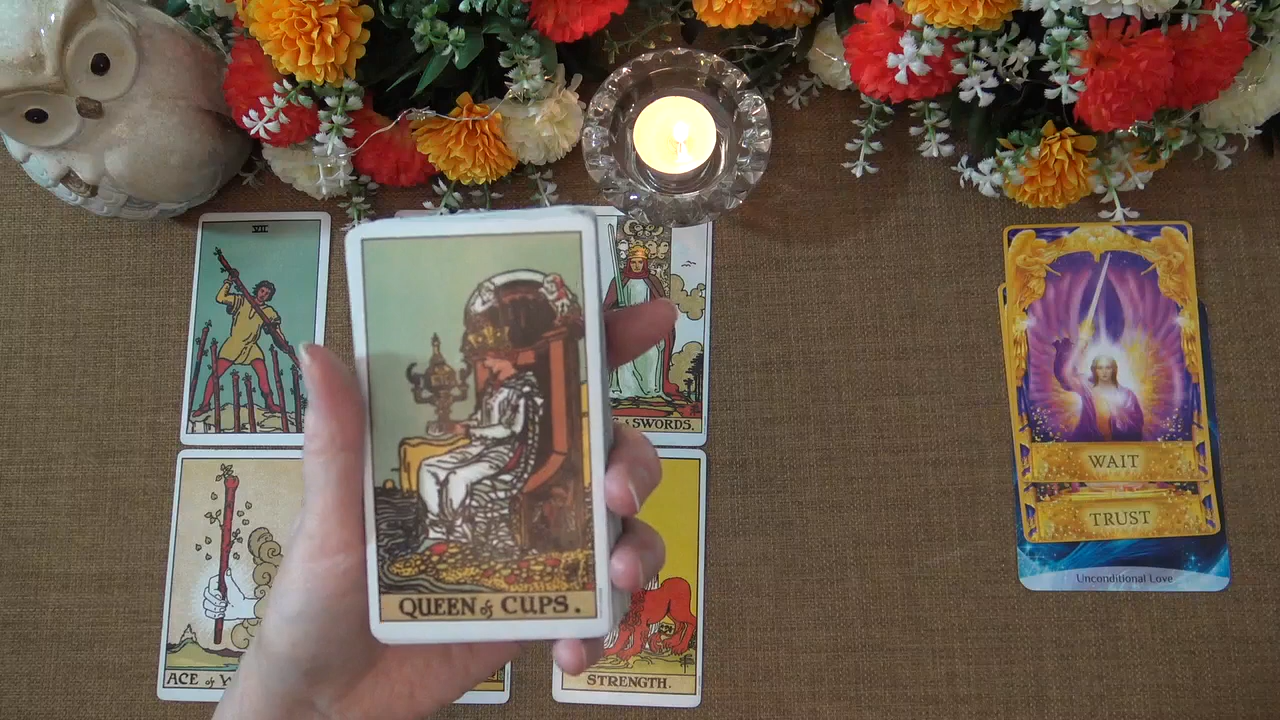 VII
QUEEN of CUPS.
SWORDS.
ACE of
STRENGTH.
WAIT
TRUST
Unconditional Love